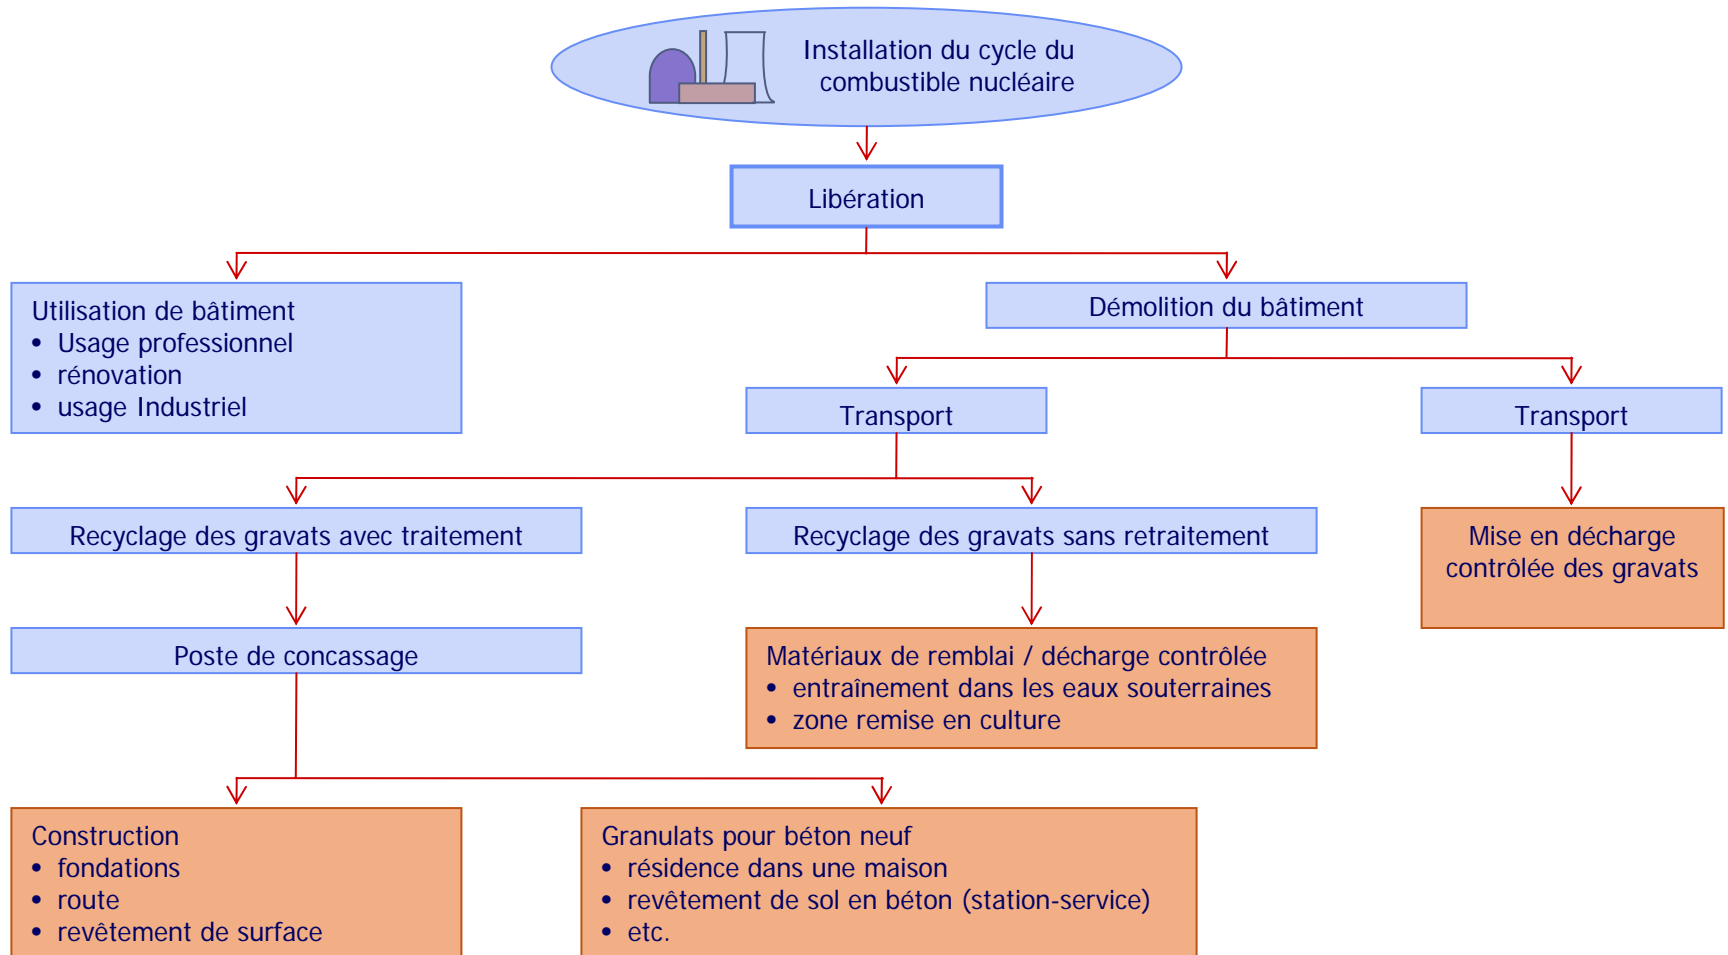 Installation du cycle du
combustible nucléaire
Libération
Utilisation de bâtiment
• Usage professionnel
• rénovation
• usage Industriel
Démolition du bâtiment
Transport
Transport
Recyclage des gravats avec traitement
Recyclage des gravats sans retraitement
Mise en décharge
contrôlée des gravats
Poste de concassage
Matériaux de remblai / décharge contrôlée
• entraînement dans les eaux souterraines
• zone remise en culture
Construction
• fondations
• route
• revêtement de surface
Granulats pour béton neuf
• résidence dans une maison
• revêtement de sol en béton (station-service)
• etc.